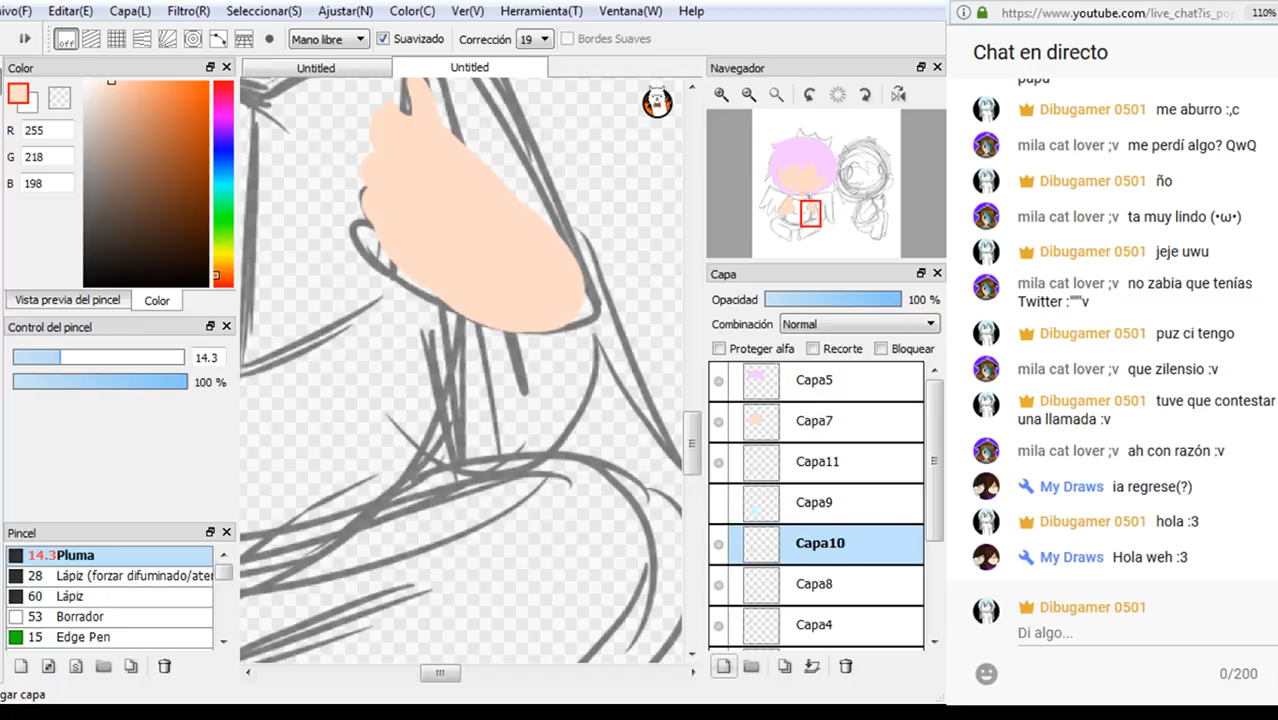 ivo(F) Editar(E) Capa(L) Filtro(R) Seleccionar(S) Ajustar(N) Color(C) Ver(V) Herramienta(T) Ventana(W) Help
off Mano libre Suavizado Corrección 19 Bordes Suaves
Color
R 255
G 218
B 198
Vista previa del pincel Color
Control del pincel
14.3
100 %
Pincel
14.3 Pluma
28 Lápiz (forzar difuminado/ater
60 Lápiz
53 Borrador
15 Edge Pen
gar capa
Untitled Untitled
Navegador
Capa
Opacidad 100 %
Combinación Normal
Proteger alfa Recorte Bloquear
Capa5
Capa7
Capa11
Capa9
Capa10
Capa8
Capa4
https://www.youtube.com/live_chat?is_pop 110%
Chat en directo
papu
Dibugamer 0501 me aburro :,c
mila cat lover ;v me perdí algo? QwQ
Dibugamer 0501 ño
mila cat lover ;v ta muy lindo (•ω•)
Dibugamer 0501 jeje uwu
mila cat lover ;v no zabia que tenías
Twitter :"""v
Dibugamer 0501 puz ci tengo
mila cat lover ;v que zilensio :v
Dibugamer 0501 tuve que contestar
una llamada :v
mila cat lover ;v ah con razón :v
My Draws ia regrese(?)
Dibugamer 0501 hola :3
My Draws Hola weh :3
Dibugamer 0501
Di algo...
0/200